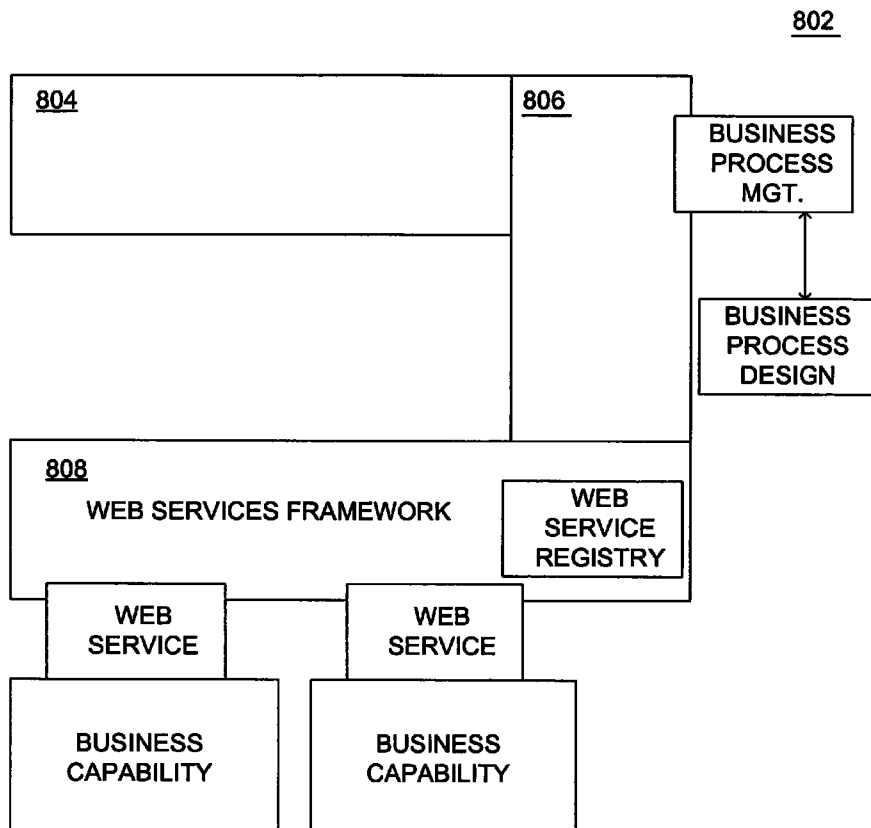 802
804
806
BUSINESS
PROCESS
MGT.
BUSINESS
PROCESS
DESIGN
808
WEB SERVICES FRAMEWORK
WEB
SERVICE
REGISTRY
WEB
SERVICE
WEB
SERVICE
BUSINESS
CAPABILITY
BUSINESS
CAPABILITY